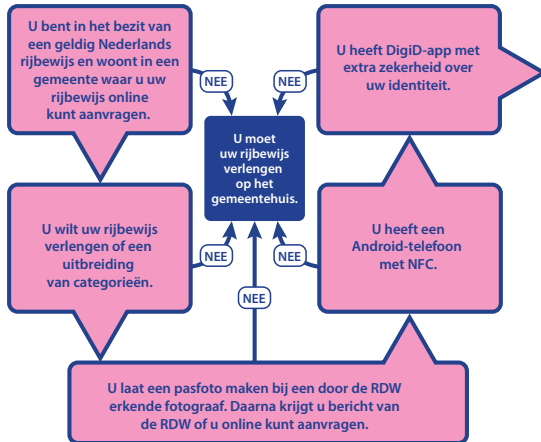 U bent in het bezit van
een geldig Nederlands
rijbewijs en woont in een
gemeente waar u uw
rijbewijs online
kunt aanvragen.
NEE
U wilt uw rijbewijs
verlengen of een
uitbreiding
van categorieën.
NEE
U laat een pasfoto maken bij een door de RDW
erkende fotograaf. Daarna krijgt u bericht van
de RDW of u online kunt aanvragen.
NEE
U heeft een
Android-telefoon
met NFC.
NEE
U heeft DigiD-app met
extra zekerheid over
uw identiteit.
NEE
U moet
uw rijbewijs
verlengen
op het
gemeentehuis.